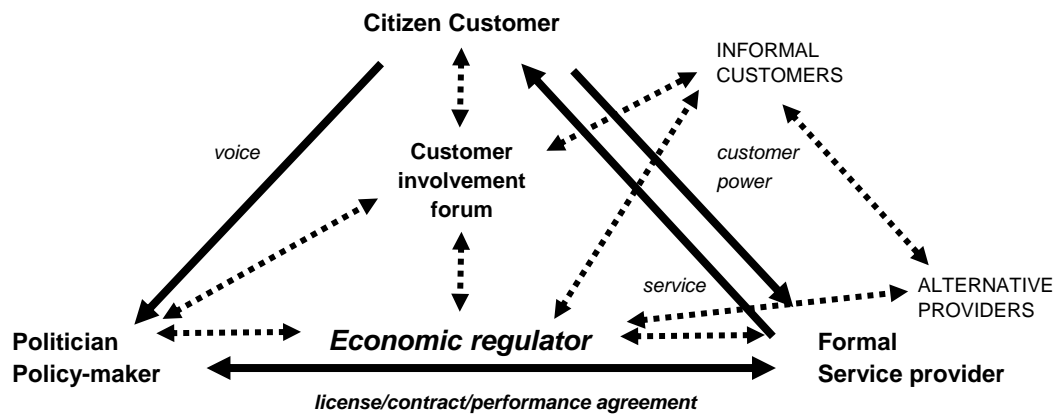 Citizen Customer
INFORMAL
CUSTOMERS
voice
Customer
involvement
forum
customer
power
service
ALTERNATIVE
PROVIDERS
Politician
Policy-maker
Economic regulator
Formal
Service provider
license/contract/performance agreement